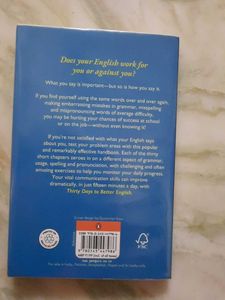 Does your English work for
you or against you?
What you say is important—but so is how you say it.
If you find yourself using the same words over and over again,
making embarrassing mistakes in grammar, misspelling
and mispronouncing words of average difficulty,
you may be hurting your chances of success at school
or on the job—without even knowing it!
If you're not satisfied with what your English says
about you, test your problem areas with this popular
and remarkably effective handbook. Each of the thirty
short chapters zeroes in on a different aspect of grammar,
usage, spelling and pronunciation, with challenging and often
amusing exercises to help you monitor your daily progress.
Your vital communication skills can improve
dramatically, in just fifteen minutes a day, with
Thirty Days to Better English.
FSC